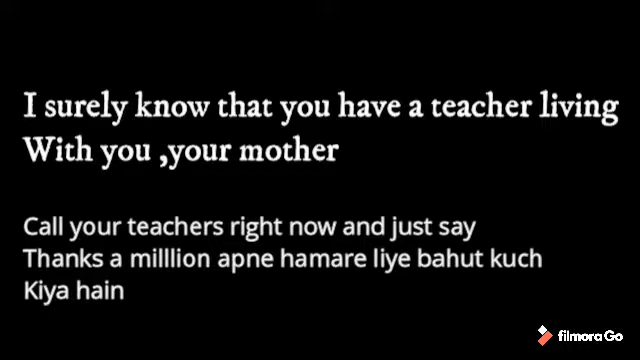 I surely know that you have a teacher living
With you ,your mother
Call your teachers right now and just say
Thanks a milllion apne hamare liye bahut kuch
Kiya hain
filmora Go